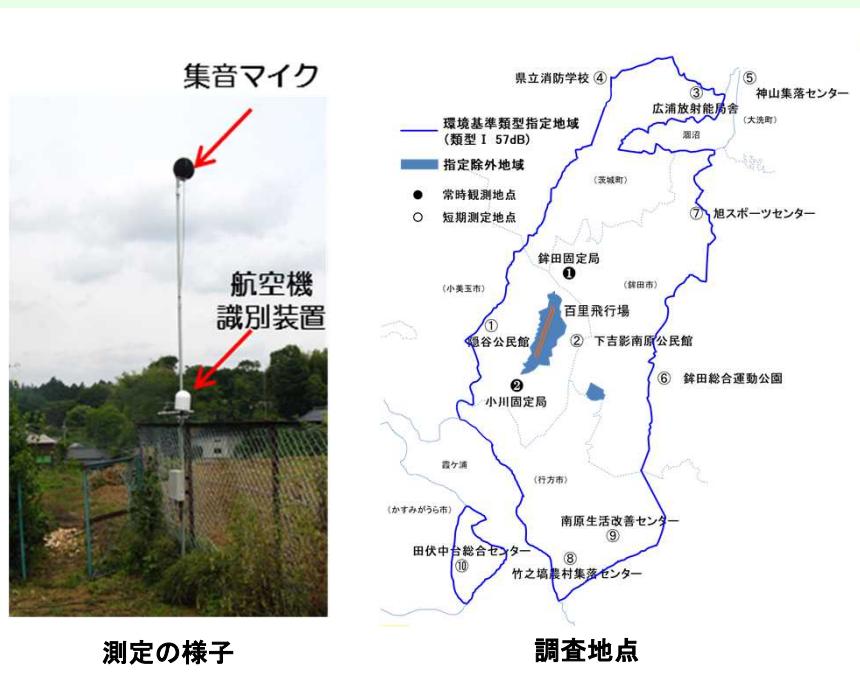 集音マイク
航空機
識別装置
測定の様子
県立消防学校 ④
③
広浦放射能局舎
⑤
神山集落センター
(大洗町)
環境基準類型指定地域
(類型Ⅰ 57dB)
涸沼
指定除外地域
(茨城町)
● 常時観測地点
○ 短期測定地点
⑦ 旭スポーツセンター
鉾田固定局
❶
(小美玉市)
(鉾田市)
百里飛行場
①
隠谷公民館
② 下吉影南原公民館
⑥ 鉾田総合運動公園
❷
小川固定局
霞ケ浦
(行方市)
(かすみがうら市)
南原生活改善センター
⑨
田伏中台総合センター
⑩
⑧
竹之塙農村集落センター
調査地点